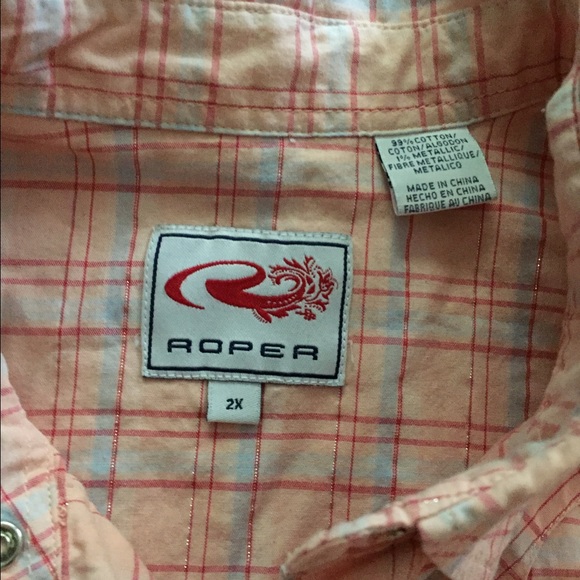 99% COTTON/
COTON/ALGODON
1% METALLIC/
FIBRE METALLIQUE/
METALICO
MADE IN CHINA
HECHO EN CHINA
FABRIQUE AU CHINA
ROPER
2X